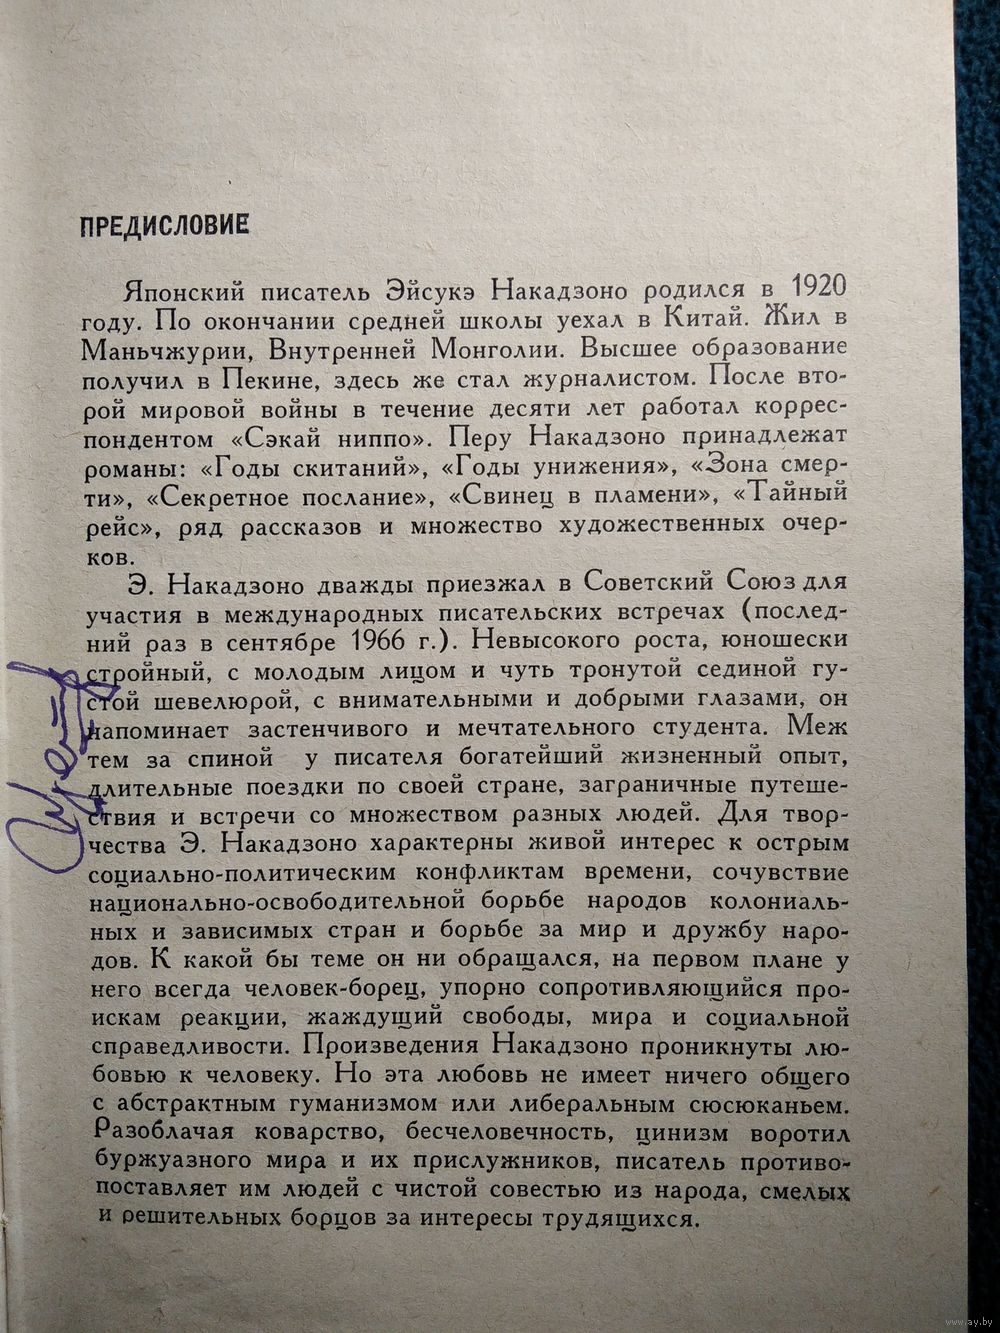 ПРЕДИСЛОВИЕ
Японский писатель Эйсукэ Накадзоно родился в 1920
году. По окончании средней школы уехал в Китай. Жил в
Маньчжурии, Внутренней Монголии. Высшее образование
получил в Пекине, здесь же стал журналистом. После вто-
рой мировой войны в течение десяти лет работал коррес-
пондентом «Сэкай ниппо». Перу Накадзоно принадлежат
романы: «Годы скитаний», «Годы унижения», «Зона смер-
ти», «Секретное послание», «Свинец в пламени», «Тайный
рейс», ряд рассказов и множество художественных очер-
ков.
Э. Накадзоно дважды приезжал в Советский Союз для
участия в международных писательских встречах (послед-
ний раз в сентябре 1966 г.). Невысокого роста, юношески
стройный, с молодым лицом и чуть тронутой сединой гу-
стой шевелюрой, с внимательными и добрыми глазами, он
напоминает застенчивого и мечтательного студента. Меж
тем за спиной у писателя богатейший жизненный опыт,
длительные поездки по своей стране, заграничные путеше-
ствия и встречи со множеством разных людей. Для твор-
чества Э. Накадзоно характерны живой интерес к острым
социально-политическим конфликтам времени, сочувствие
национально-освободительной борьбе народов колониаль-
ных и зависимых стран и борьбе за мир и дружбу наро-
дов. К какой бы теме он ни обращался, на первом плане у
него всегда человек-борец, упорно сопротивляющийся про-
искам реакции, жаждущий свободы, мира и социальной
справедливости. Произведения Накадзоно проникнуты лю-
бовью к человеку. Но эта любовь не имеет ничего общего
с абстрактным гуманизмом или либеральным сюсюканьем.
Разоблачая коварство, бесчеловечность, цинизм воротил
буржуазного мира и их прислужников, писатель противо-
поставляет им людей с чистой совестью из народа, смелых
и решительных борцов за интересы трудящихся.
www.ay.by